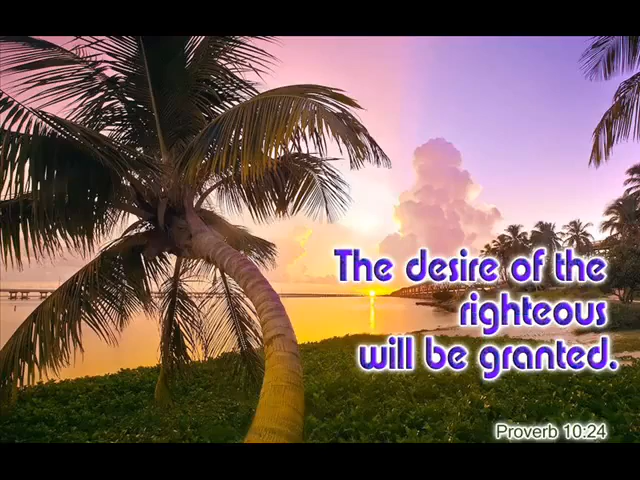 The desire of the
righteous
will be granted.
Proverb 10:24